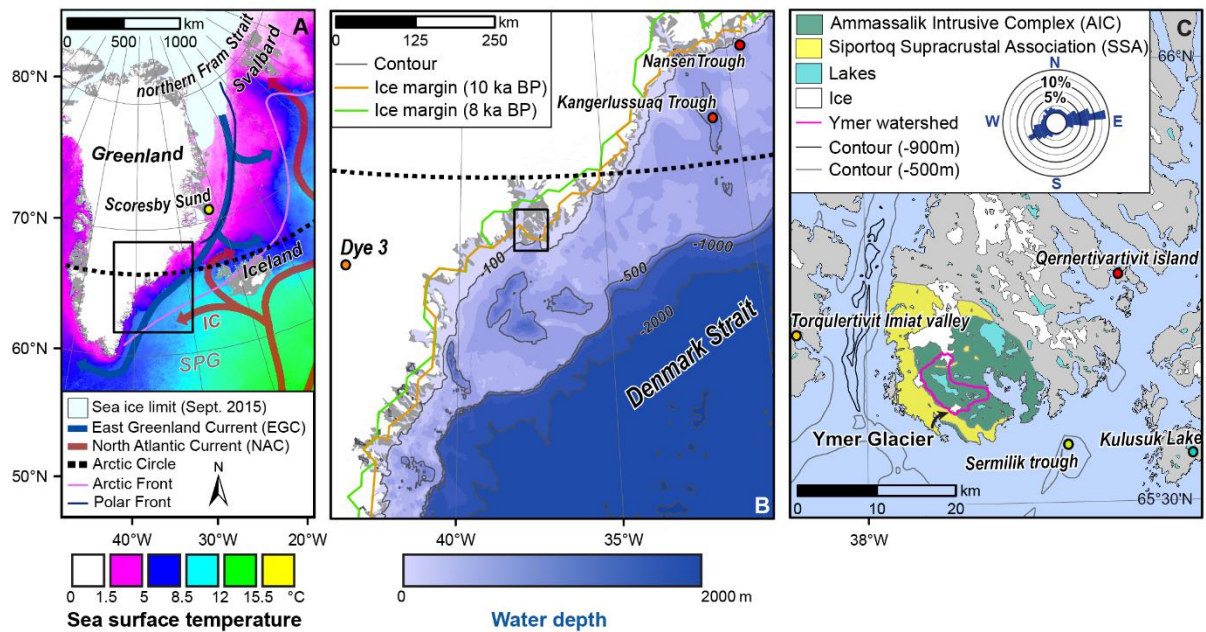 A
km
0 500 1000
80°N
70°N
60°N
50°N
northern Fram Strait
Svalbard
Greenland
Scoresby Sund
Iceland
IC
SPG
Sea ice limit (Sept. 2015)
East Greenland Current (EGC)
North Atlantic Current (NAC)
Arctic Circle
Arctic Front
Polar Front
N
40°W 30°W 20°W
0 1.5 5 8.5 12 15.5 °C
Sea surface temperature
km
0 125 250
Contour
Ice margin (10 ka BP)
Ice margin (8 ka BP)
Nansen Trough
Kangerlussuaq Trough
Dye 3
-100
-500
-1000
-2000
Denmark Strait
B
40°W 35°W
0 2000 m
Water depth
C
Ammassalik Intrusive Complex (AIC)
Siportoq Supracrustal Association (SSA)
Lakes
Ice
Ymer watershed
Contour (-900m)
Contour (-500m)
N
10%
5%
W E
S
66°N
Qernertivartivit island
Torqulertivit Imiat valley
Ymer Glacier
Sermilik trough
Kulusuk Lake
km
0 10 20
65°30'N
38°W